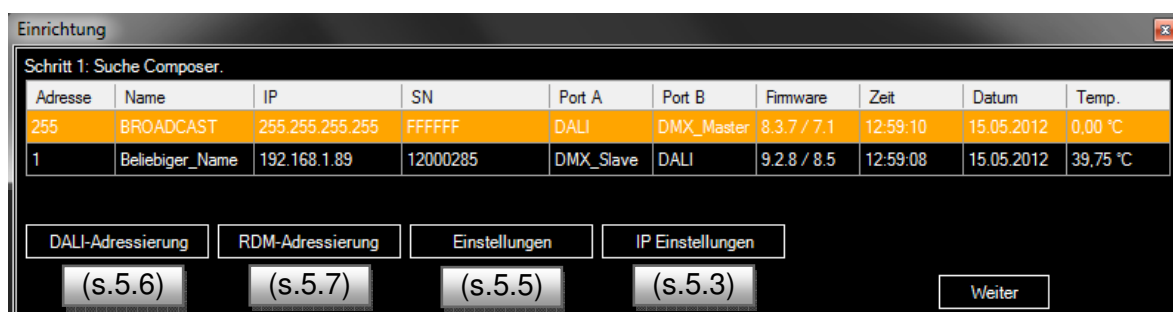 Einrichtung
Schritt 1: Suche Composer.
Adresse Name IP SN Port A Port B Firmware Zeit Datum Temp.
255 BROADCAST 255.255.255.255 FFFFFF DALI DMX_Master 8.3.7 / 7.1 12:59:10 15.05.2012 0,00 °C
1 Beliebiger_Name 192.168.1.89 12000285 DMX_Slave DALI 9.2.8 / 8.5 12:59:08 15.05.2012 39,75 °C
DALI-Adressierung RDM-Adressierung Einstellungen IP Einstellungen
(s.5.6) (s.5.7) (s.5.5) (s.5.3)
Weiter